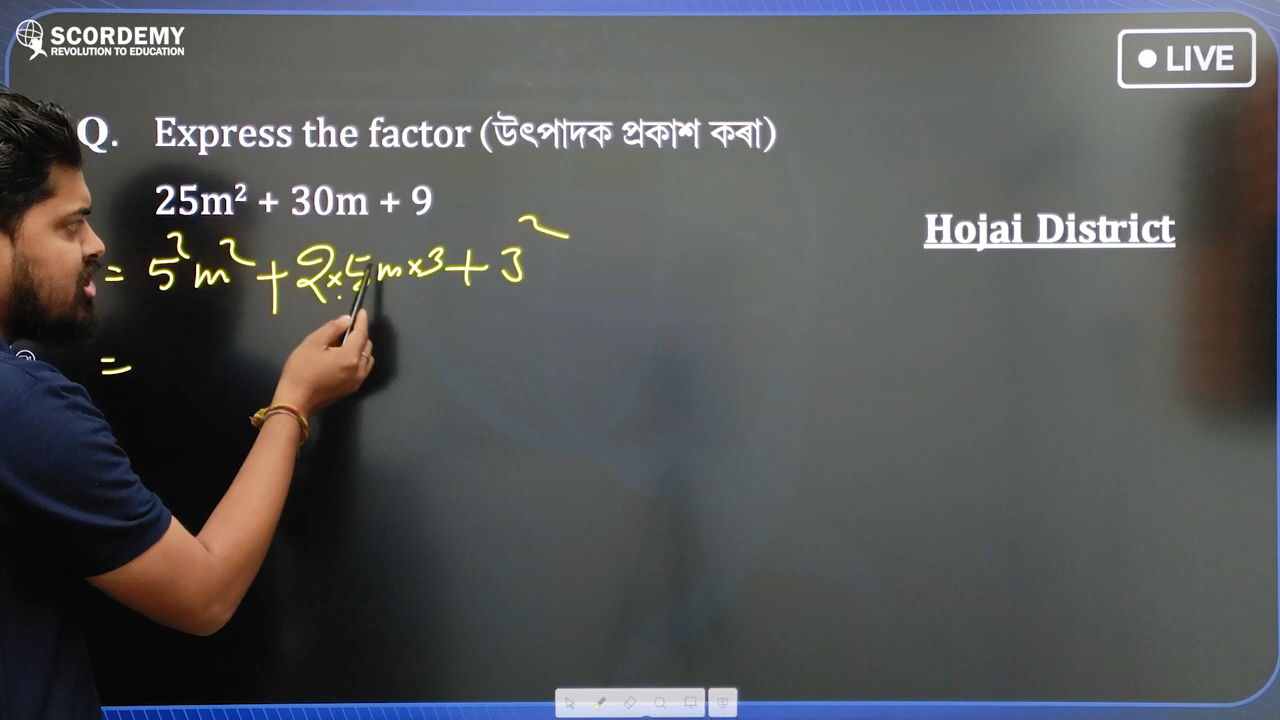 SCORDEMY
REVOLUTION TO EDUCATION
LIVE
Q. Express the factor (উৎপাদক প্ৰকাশ কৰা)
25m² + 30m + 9
Hojai District
= 5²m² + 2×5m×3 + 3²
=